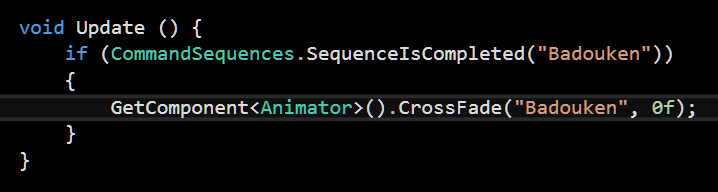 void Update () {
    if (CommandSequences.SequenceIsCompleted("Badouken"))
    {
        GetComponent<Animator>().CrossFade("Badouken", 0f);
    }
}